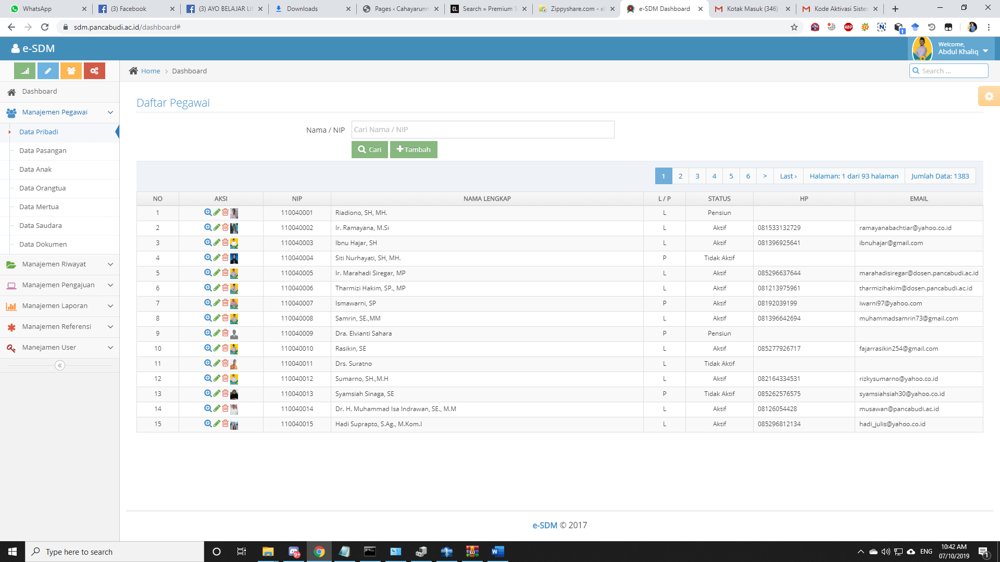 WhatsApp
(3) Facebook
(3) AYO BELAJAR LI
Downloads
Pages ‹ Cahayarunn
Search » Premium S
Zippyshare.com - e
e-SDM Dashboard
Kotak Masuk (346)
Kode Aktivasi Sister
sdm.pancabudi.ac.id/dashboard#
e-SDM
Welcome,
Abdul Khaliq
Home > Dashboard
Search ...
Dashboard
Manajemen Pegawai
Data Pribadi
Data Pasangan
Data Anak
Data Orangtua
Data Mertua
Data Saudara
Data Dokumen
Manajemen Riwayat
Manajemen Pengajuan
Manajemen Laporan
Manajemen Referensi
Manejamen User
Daftar Pegawai
Nama / NIP Cari Nama / NIP
Cari Tambah
1 2 3 4 5 6 > Last › Halaman: 1 dari 93 halaman Jumlah Data: 1383
NO AKSI NIP NAMA LENGKAP L / P STATUS HP EMAIL
1 110040001 Riadiono, SH, MH. L Pensiun
2 110040002 Ir. Ramayana, M.Si L Aktif 081533132729 ramayanabachtiar@yahoo.co.id
3 110040003 Ibnu Hajar, SH L Aktif 081396925641 ibnuhajar@gmail.com
4 110040004 Siti Nurhayati, SH, MH. P Tidak Aktif
5 110040005 Ir. Marahadi Siregar, MP L Aktif 085296637644 marahadisiregar@dosen.pancabudi.ac.id
6 110040006 Tharmizi Hakim, SP., MP L Aktif 081213975961 tharmizihakim@dosen.pancabudi.ac.id
7 110040007 Ismawarni, SP P Aktif 08192039199 iwarni97@yahoo.com
8 110040008 Samrin, SE.,MM L Aktif 081396642694 muhammadsamrin73@gmail.com
9 110040009 Dra. Elvianti Sahara P Pensiun
10 110040010 Rasikin, SE L Aktif 085277926717 fajarrasikin254@gmail.com
11 110040011 Drs. Suratno L Tidak Aktif
12 110040012 Sumarno, SH.,M.H L Aktif 082164334531 rizkysumarno@yahoo.co.id
13 110040013 Syamsiah Sinaga, SE P Tidak Aktif 085262576575 syamsiahsiah30@yahoo.co.id
14 110040014 Dr. H. Muhammad Isa Indrawan, SE., M.M L Aktif 08126054428 musawan@pancabudi.ac.id
15 110040015 Hadi Suprapto, S.Ag., M.Kom.I L Aktif 085296812134 hadi_julis@yahoo.co.id
e-SDM © 2017
Type here to search
ENG
10:42 AM
07/10/2019